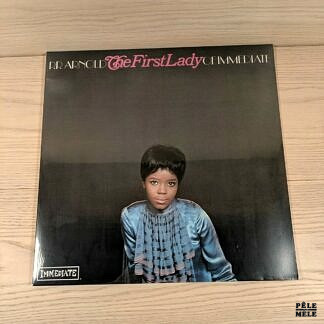 P.P. ARNOLD The First Lady OF IMMEDIATE
IMMEDIATE
PÊLE
MÊLE